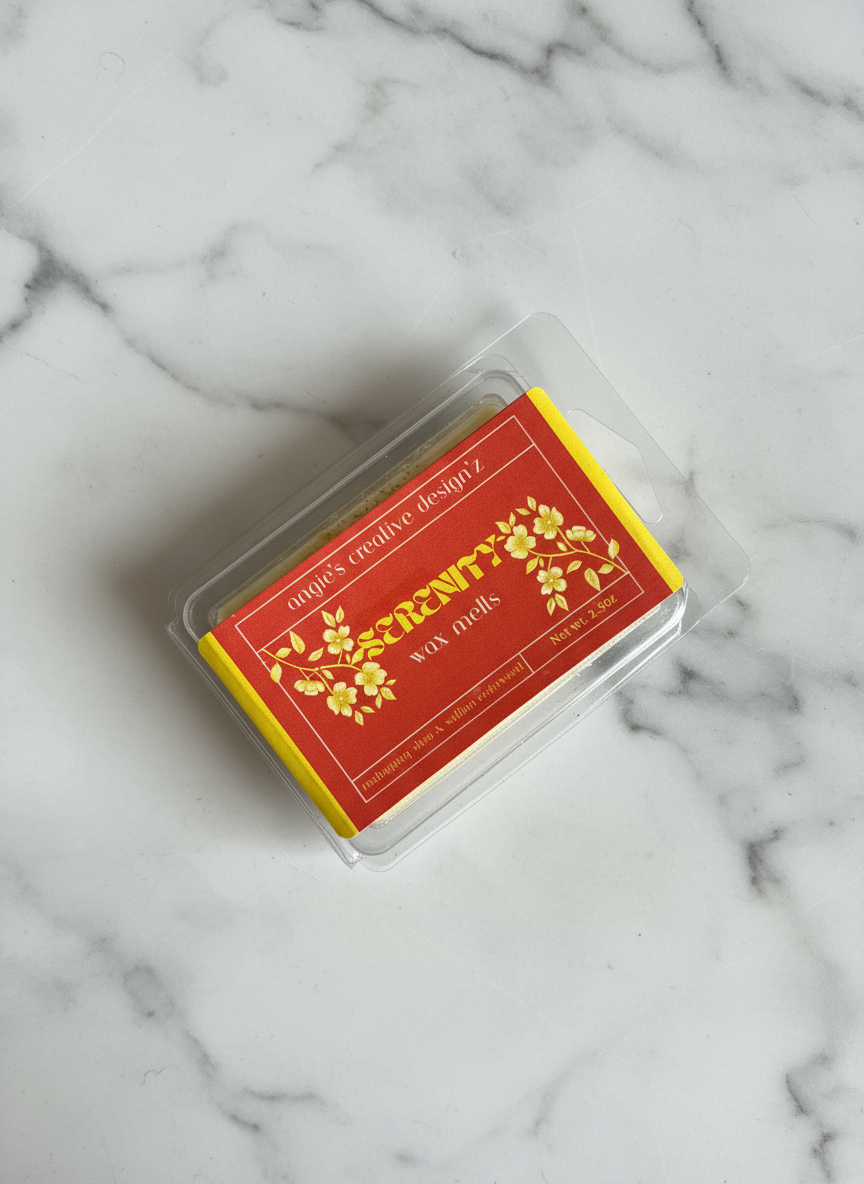 angie's creative design'z
SERENITY
wax melts
Net wt. 2.5oz